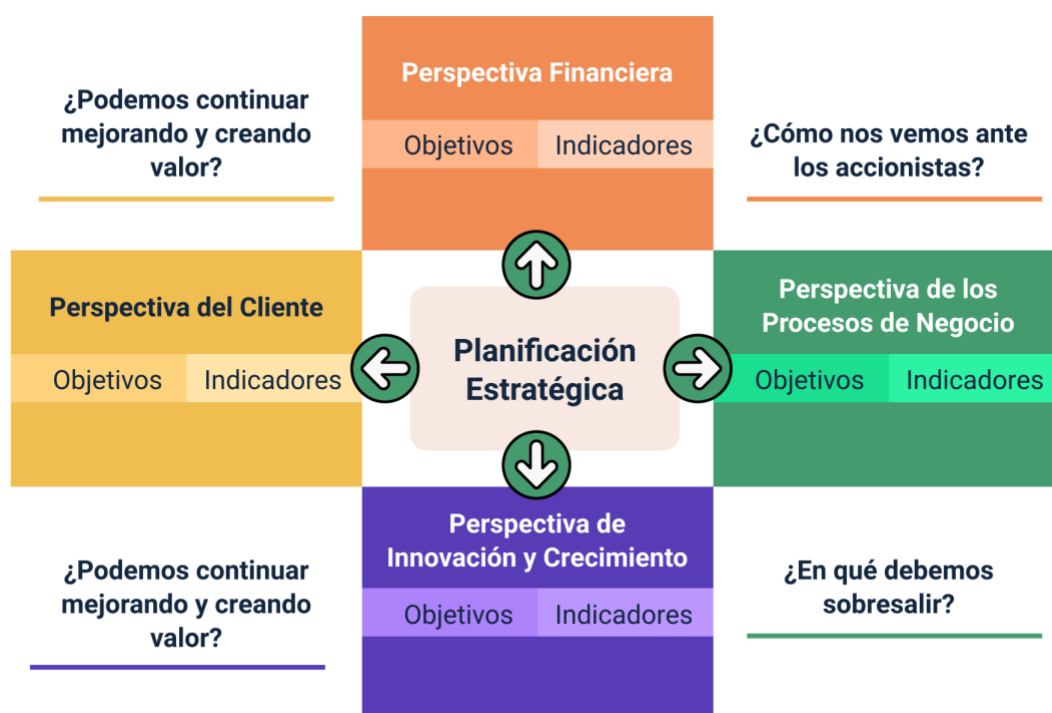 Perspectiva Financiera
Objetivos
Indicadores
¿Podemos continuar
mejorando y creando
valor?
¿Cómo nos vemos ante
los accionistas?
Perspectiva del Cliente
Objetivos
Indicadores
Planificación
Estratégica
Perspectiva de los
Procesos de Negocio
Objetivos
Indicadores
Perspectiva de
Innovación y Crecimiento
Objetivos
Indicadores
¿Podemos continuar
mejorando y creando
valor?
¿En qué debemos
sobresalir?